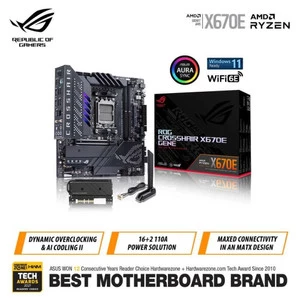 REPUBLIC OF
GAMERS
AMD
X670E
AMD
RYZEN
AURA
SYNC
Windows 11
WiFi 6E
CROSSHAIR
ROG
CROSSHAIR X670E
GENE
X670E
DYNAMIC OVERCLOCKING
& AI COOLING II
16+2 110A
POWER SOLUTION
MAXED CONNECTIVITY
IN AN MATX DESIGN
TECH
AWARDS
ASUS WON 12 Consecutive Years Reader Choice Hardwarezone + Hardwarezone.com Tech Award Since 2010
BEST MOTHERBOARD BRAND